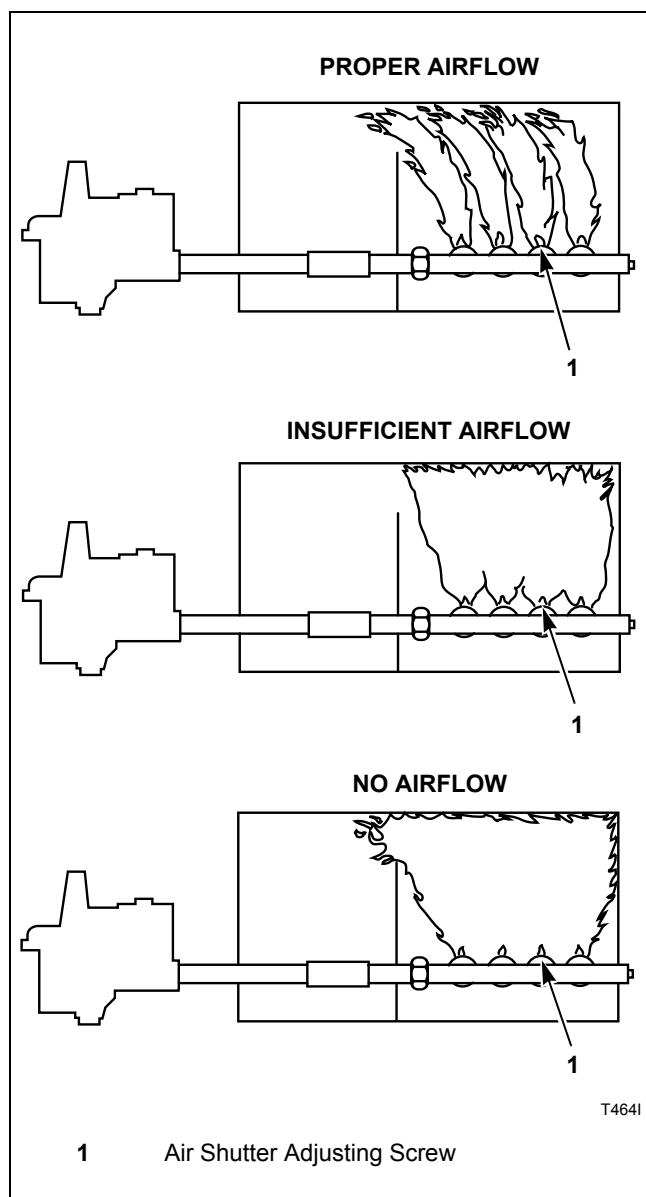 PROPER AIRFLOW
1
INSUFFICIENT AIRFLOW
1
NO AIRFLOW
1
T464I
1 Air Shutter Adjusting Screw